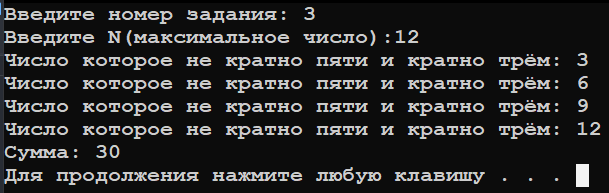 Введите номер задания: 3
Введите N(максимальное число):12
Число которое не кратно пяти и кратно трём: 3
Число которое не кратно пяти и кратно трём: 6
Число которое не кратно пяти и кратно трём: 9
Число которое не кратно пяти и кратно трём: 12
Сумма: 30
Для продолжения нажмите любую клавишу . . .